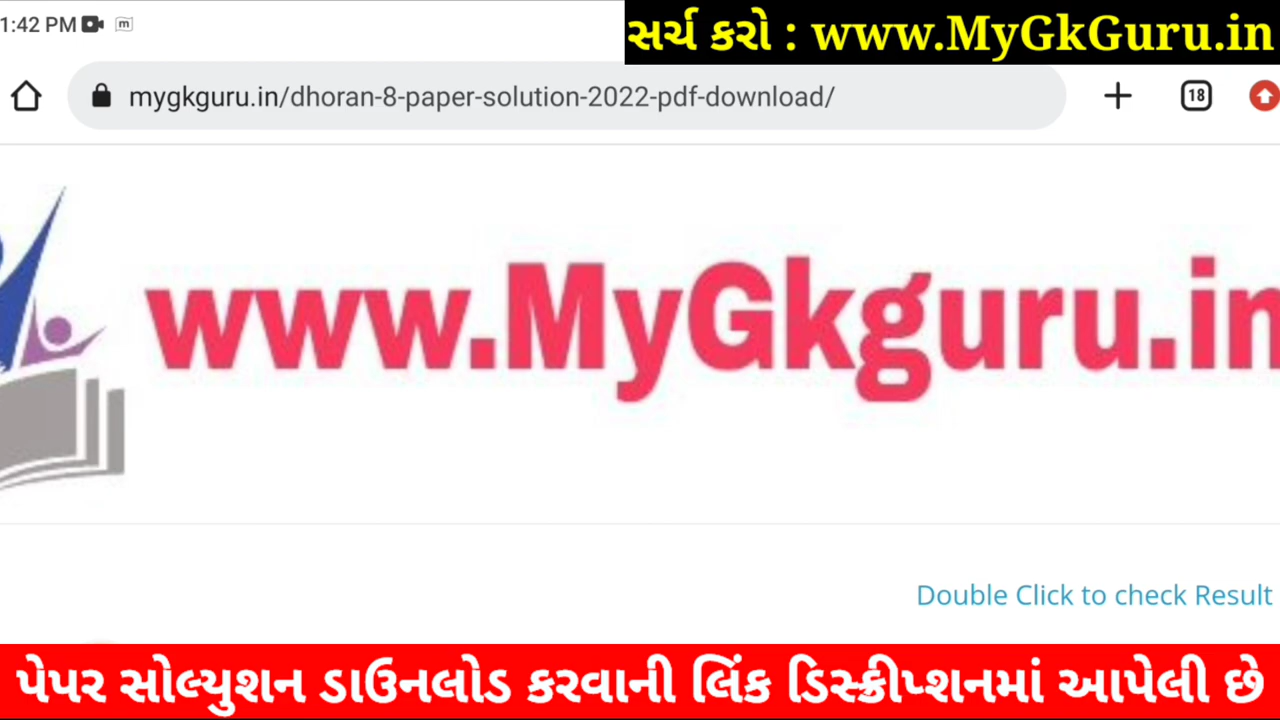 1:42 PM
સર્ચ કરો : www.MyGkGuru.in
mygkguru.in/dhoran-8-paper-solution-2022-pdf-download/
18
www.MyGkguru.in
Double Click to check Result
પેપર સોલ્યુશન ડાઉનલોડ કરવાની લિંક ડિસ્ક્રીપ્શનમાં આપેલી છે